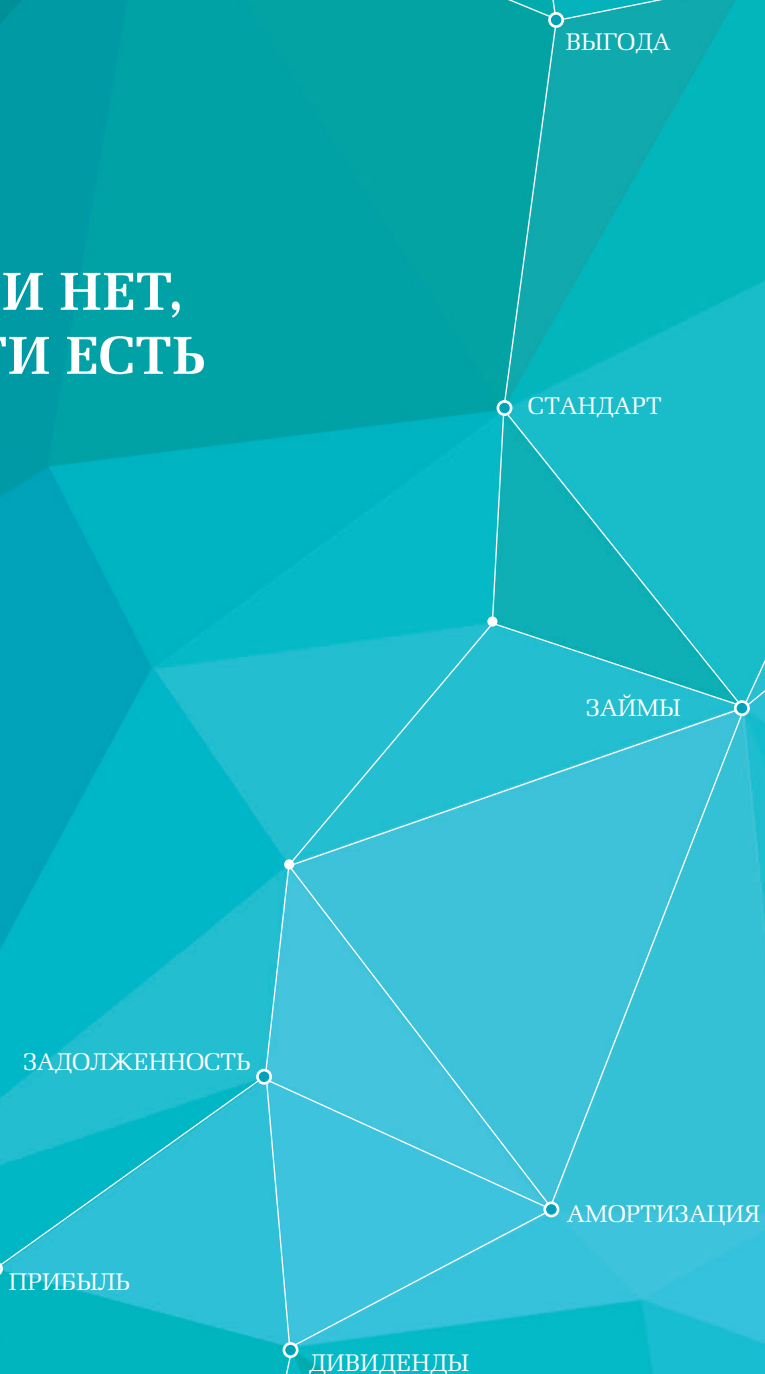 ВЫГОДА
И НЕТ,
ТИ ЕСТЬ
СТАНДАРТ
ЗАЙМЫ
ЗАДОЛЖЕННОСТЬ
АМОРТИЗАЦИЯ
ПРИБЫЛЬ
ДИВИДЕНДЫ